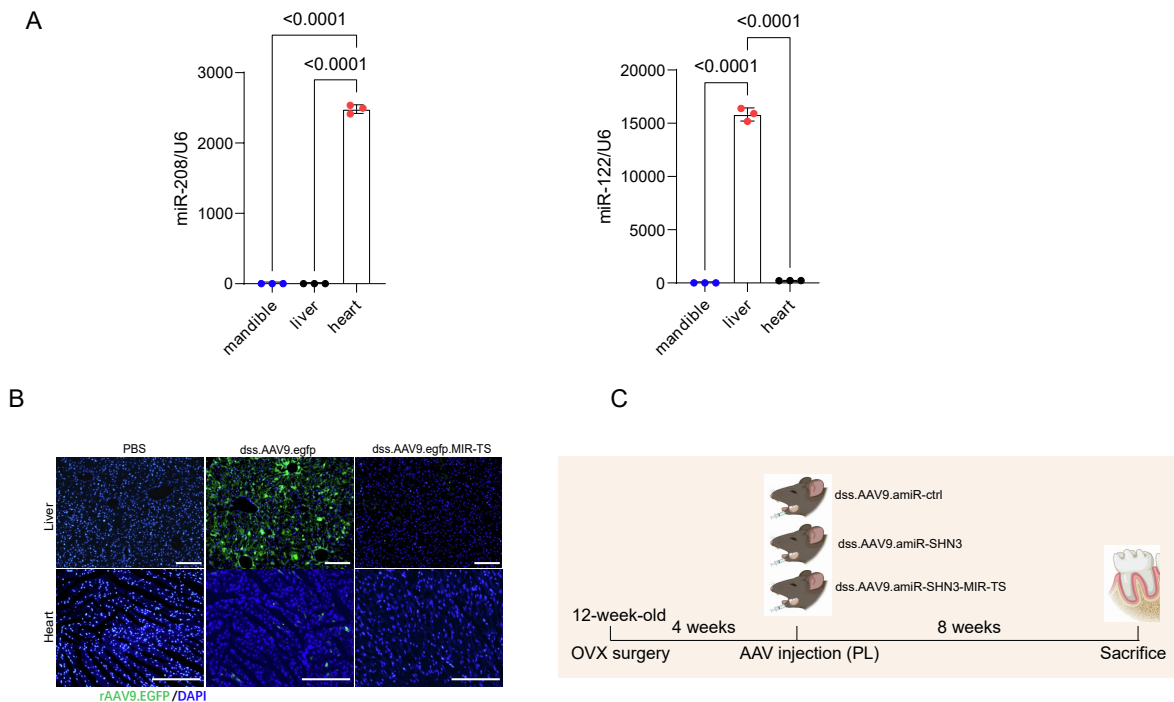 A
<0.0001
<0.0001
miR-208/U6
3000
2000
1000
0
mandible
liver
heart
<0.0001
<0.0001
miR-122/U6
20000
15000
10000
5000
0
mandible
liver
heart
B
PBS
dss.AAV9.egfp
dss.AAV9.egfp.MIR-TS
Liver
Heart
rAAV9.EGFP/DAPI
C
dss.AAV9.amiR-ctrl
dss.AAV9.amiR-SHN3
dss.AAV9.amiR-SHN3-MIR-TS
12-week-old
4 weeks
8 weeks
OVX surgery
AAV injection (PL)
Sacrifice